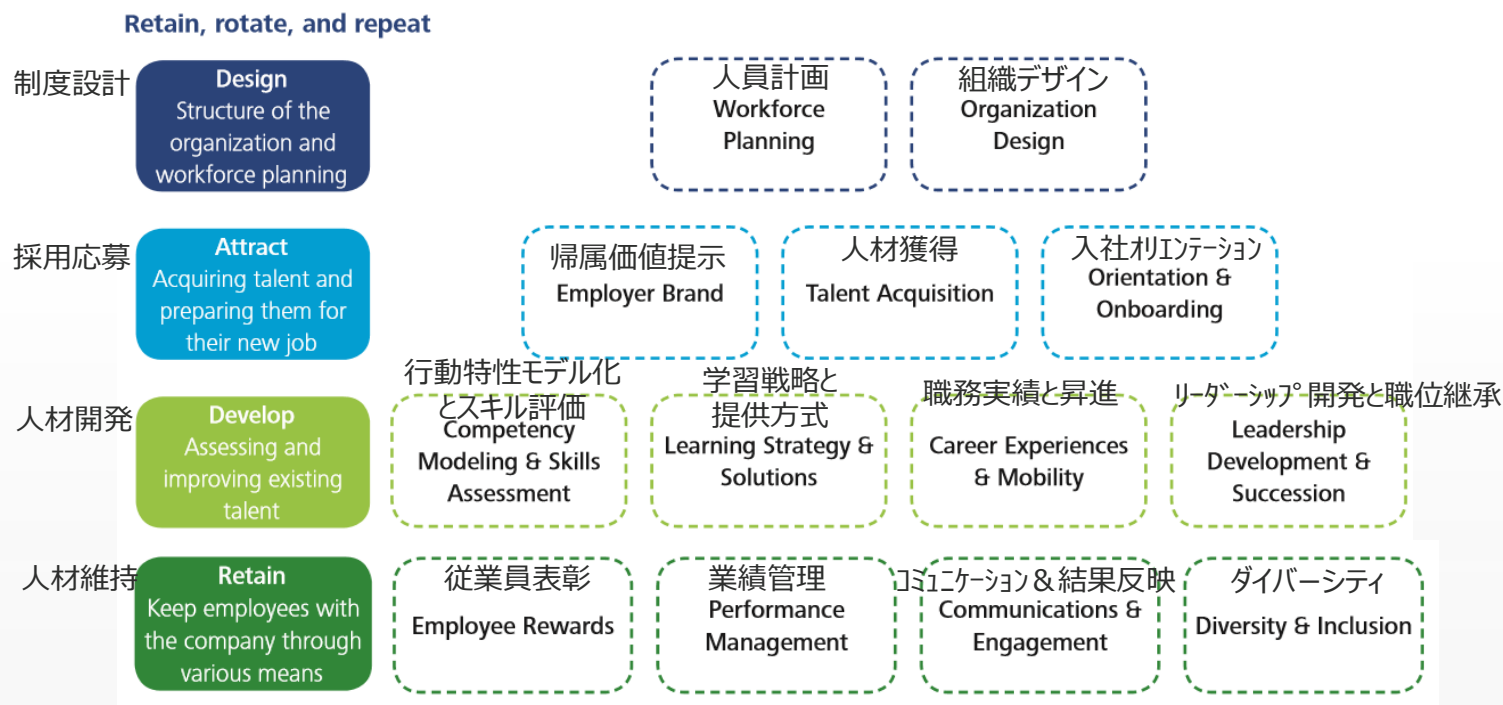 Retain, rotate, and repeat
制度設計
Design
Structure of the
organization and
workforce planning
人員計画
Workforce
Planning
組織デザイン
Organization
Design
採用応募
Attract
Acquiring talent and
preparing them for
their new job
帰属価値提示
Employer Brand
人材獲得
Talent Acquisition
入社ｵﾘｴﾝﾃｰｼｮﾝ
Orientation &
Onboarding
人材開発
Develop
Assessing and
improving existing
talent
行動特性モデル化
とスキル評価
Competency
Modeling & Skills
Assessment
学習戦略と
提供方式
Learning Strategy &
Solutions
職務実績と昇進
Career Experiences
& Mobility
ﾘｰﾀﾞｰｼｯﾌﾟ開発と職位継承
Leadership
Development &
Succession
人材維持
Retain
Keep employees with
the company through
various means
従業員表彰
Employee Rewards
業績管理
Performance
Management
ｺﾐｭﾆｹｰｼｮﾝ＆結果反映
Communications &
Engagement
ダイバーシティ
Diversity & Inclusion